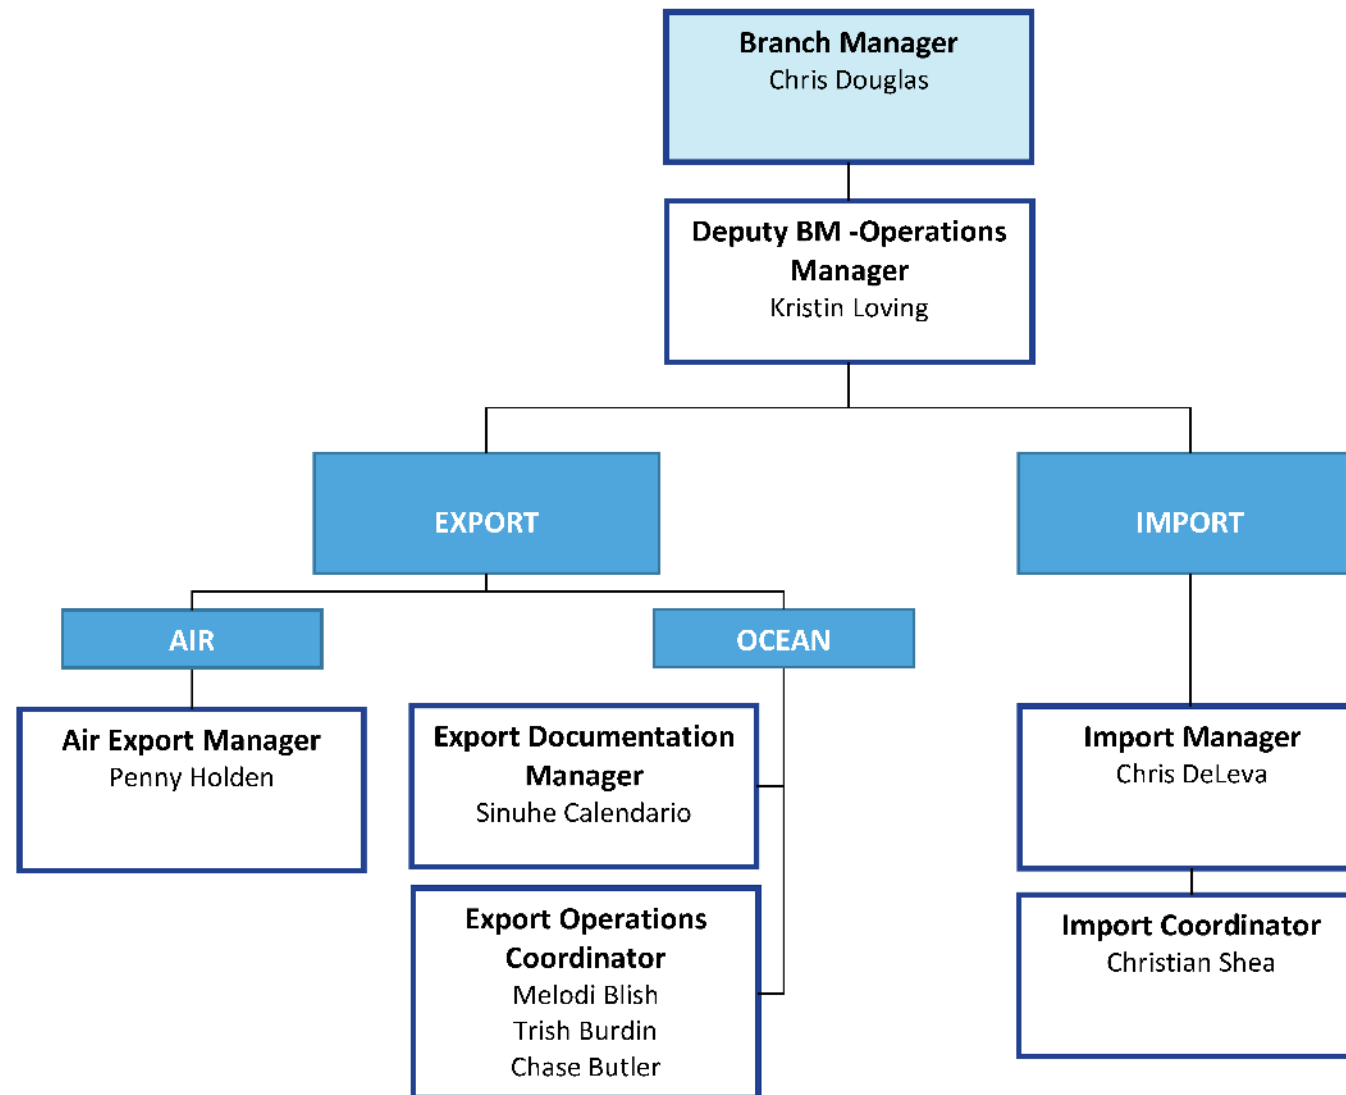 Branch Manager
Chris Douglas
Deputy BM -Operations
Manager
Kristin Loving
EXPORT
IMPORT
AIR
OCEAN
Air Export Manager
Penny Holden
Export Documentation
Manager
Sinuhe Calendario
Import Manager
Chris DeLeva
Export Operations
Coordinator
Melodi Blish
Trish Burdin
Chase Butler
Import Coordinator
Christian Shea